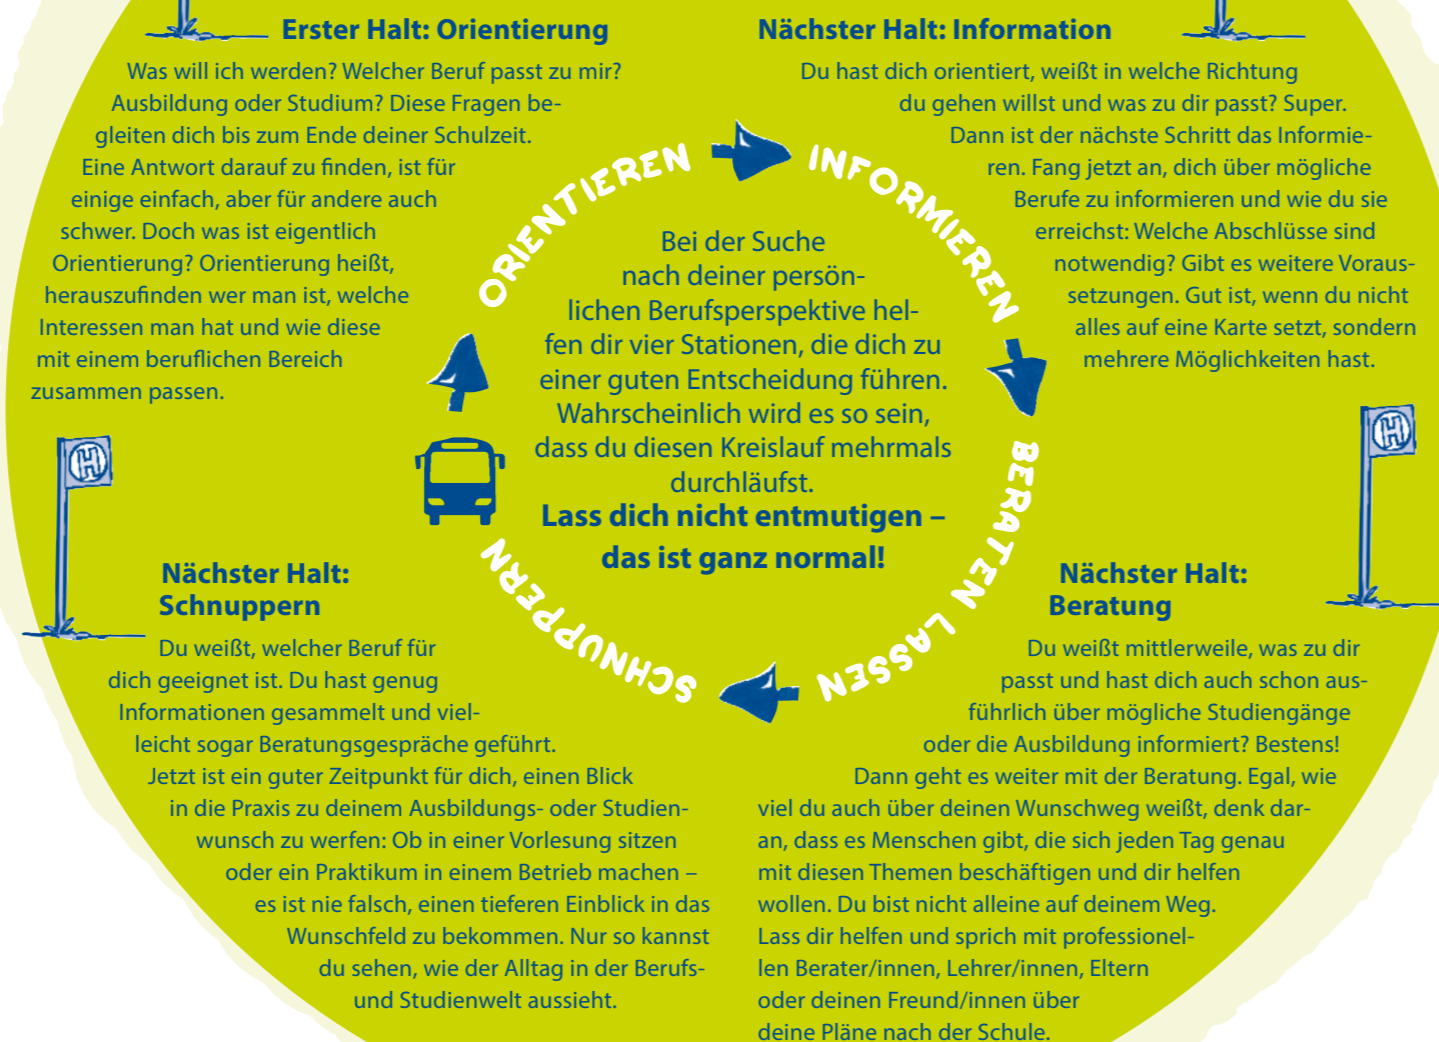 Erster Halt: Orientierung
Was will ich werden? Welcher Beruf passt zu mir?
Ausbildung oder Studium? Diese Fragen be-
gleiten dich bis zum Ende deiner Schulzeit.
Eine Antwort darauf zu finden, ist für
einige einfach, aber für andere auch
schwer. Doch was ist eigentlich
Orientierung? Orientierung heißt,
herauszufinden wer man ist, welche
Interessen man hat und wie diese
mit einem beruflichen Bereich
zusammen passen.
Nächster Halt: Information
Du hast dich orientiert, weißt in welche Richtung
du gehen willst und was zu dir passt? Super.
Dann ist der nächste Schritt das Informie-
ren. Fang jetzt an, dich über mögliche
Berufe zu informieren und wie du sie
erreichst: Welche Abschlüsse sind
notwendig? Gibt es weitere Voraus-
setzungen. Gut ist, wenn du nicht
alles auf eine Karte setzt, sondern
mehrere Möglichkeiten hast.
ORIENTIEREN
INFORMIEREN
BERATEN LASSEN
SCHNUPPERN
Bei der Suche
nach deiner persön-
lichen Berufsperspektive hel-
fen dir vier Stationen, die dich zu
einer guten Entscheidung führen.
Wahrscheinlich wird es so sein,
dass du diesen Kreislauf mehrmals
durchläufst.
Lass dich nicht entmutigen –
das ist ganz normal!
H
H
Nächster Halt:
Schnuppern
Du weißt, welcher Beruf für
dich geeignet ist. Du hast genug
Informationen gesammelt und viel-
leicht sogar Beratungsgespräche geführt.
Jetzt ist ein guter Zeitpunkt für dich, einen Blick
in die Praxis zu deinem Ausbildungs- oder Studien-
wunsch zu werfen: Ob in einer Vorlesung sitzen
oder ein Praktikum in einem Betrieb machen –
es ist nie falsch, einen tieferen Einblick in das
Wunschfeld zu bekommen. Nur so kannst
du sehen, wie der Alltag in der Berufs-
und Studienwelt aussieht.
Nächster Halt:
Beratung
Du weißt mittlerweile, was zu dir
passt und hast dich auch schon aus-
führlich über mögliche Studiengänge
oder die Ausbildung informiert? Bestens!
Dann geht es weiter mit der Beratung. Egal, wie
viel du auch über deinen Wunschweg weißt, denk dar-
an, dass es Menschen gibt, die sich jeden Tag genau
mit diesen Themen beschäftigen und dir helfen
wollen. Du bist nicht alleine auf deinem Weg.
Lass dir helfen und sprich mit professionel-
len Berater/innen, Lehrer/innen, Eltern
oder deinen Freund/innen über
deine Pläne nach der Schule.